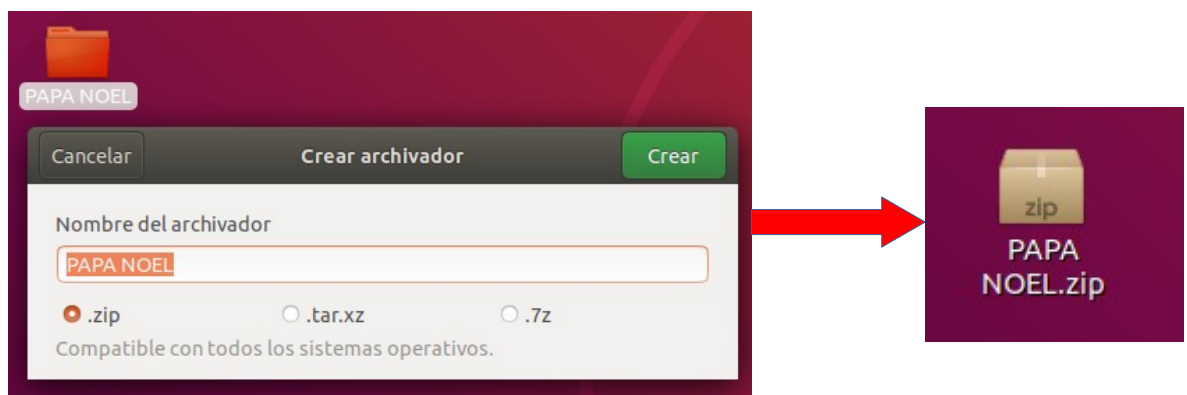 PAPA NOEL
Cancelar
Crear archivador
Crear
Nombre del archivador
PAPA NOEL
.zip
.tar.xz
.7z
Compatible con todos los sistemas operativos.
zip
PAPA
NOEL.zip